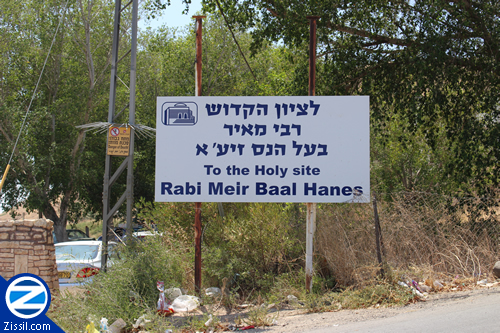 לציון הקדוש
רבי מאיר
בעל הנס זיע' א
To the Holy site
Rabi Meir Baal Hanes
Zissil.com